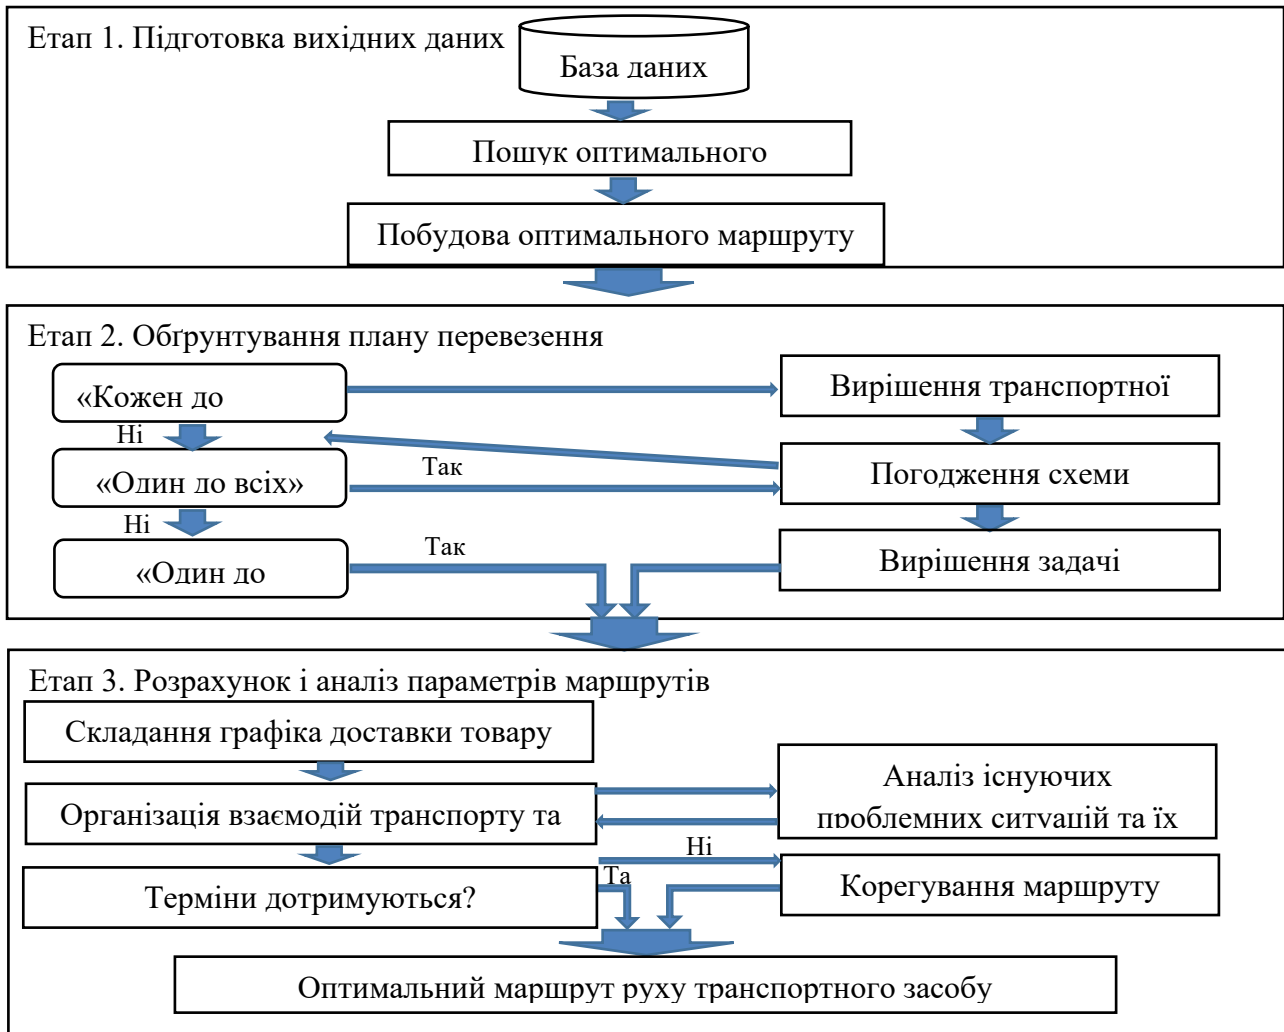 Етап 1. Підготовка вихідних даних
База даних
Пошук оптимального
Побудова оптимального маршруту
Етап 2. Обґрунтування плану перевезення
«Кожен до
Вирішення транспортної
Ні
«Один до всіх»
Так
Погодження схеми
Ні
«Один до
Так
Вирішення задачі
Етап 3. Розрахунок і аналіз параметрів маршрутів
Складання графіка доставки товару
Організація взаємодій транспорту та
Аналіз існуючих
проблемних ситуацій та їх
Ні
Терміни дотримуються?
Та
Корегування маршруту
Оптимальний маршрут руху транспортного засобу